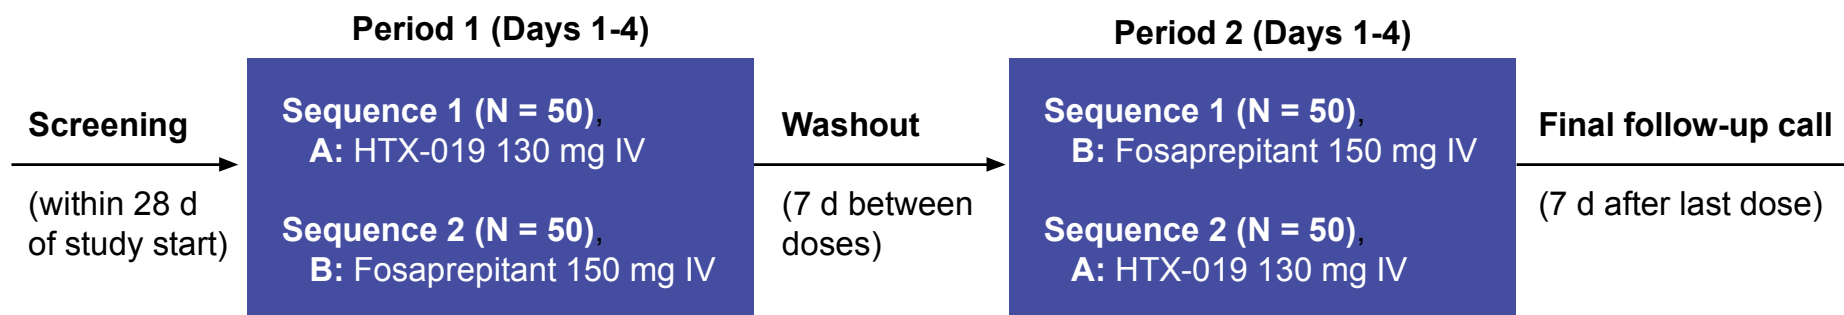 Screening
(within 28 d
of study start)
Period 1 (Days 1-4)
Sequence 1 (N = 50),
A: HTX-019 130 mg IV
Sequence 2 (N = 50),
B: Fosaprepitant 150 mg IV
Washout
(7 d between
doses)
Period 2 (Days 1-4)
Sequence 1 (N = 50),
B: Fosaprepitant 150 mg IV
Sequence 2 (N = 50),
A: HTX-019 130 mg IV
Final follow-up call
(7 d after last dose)